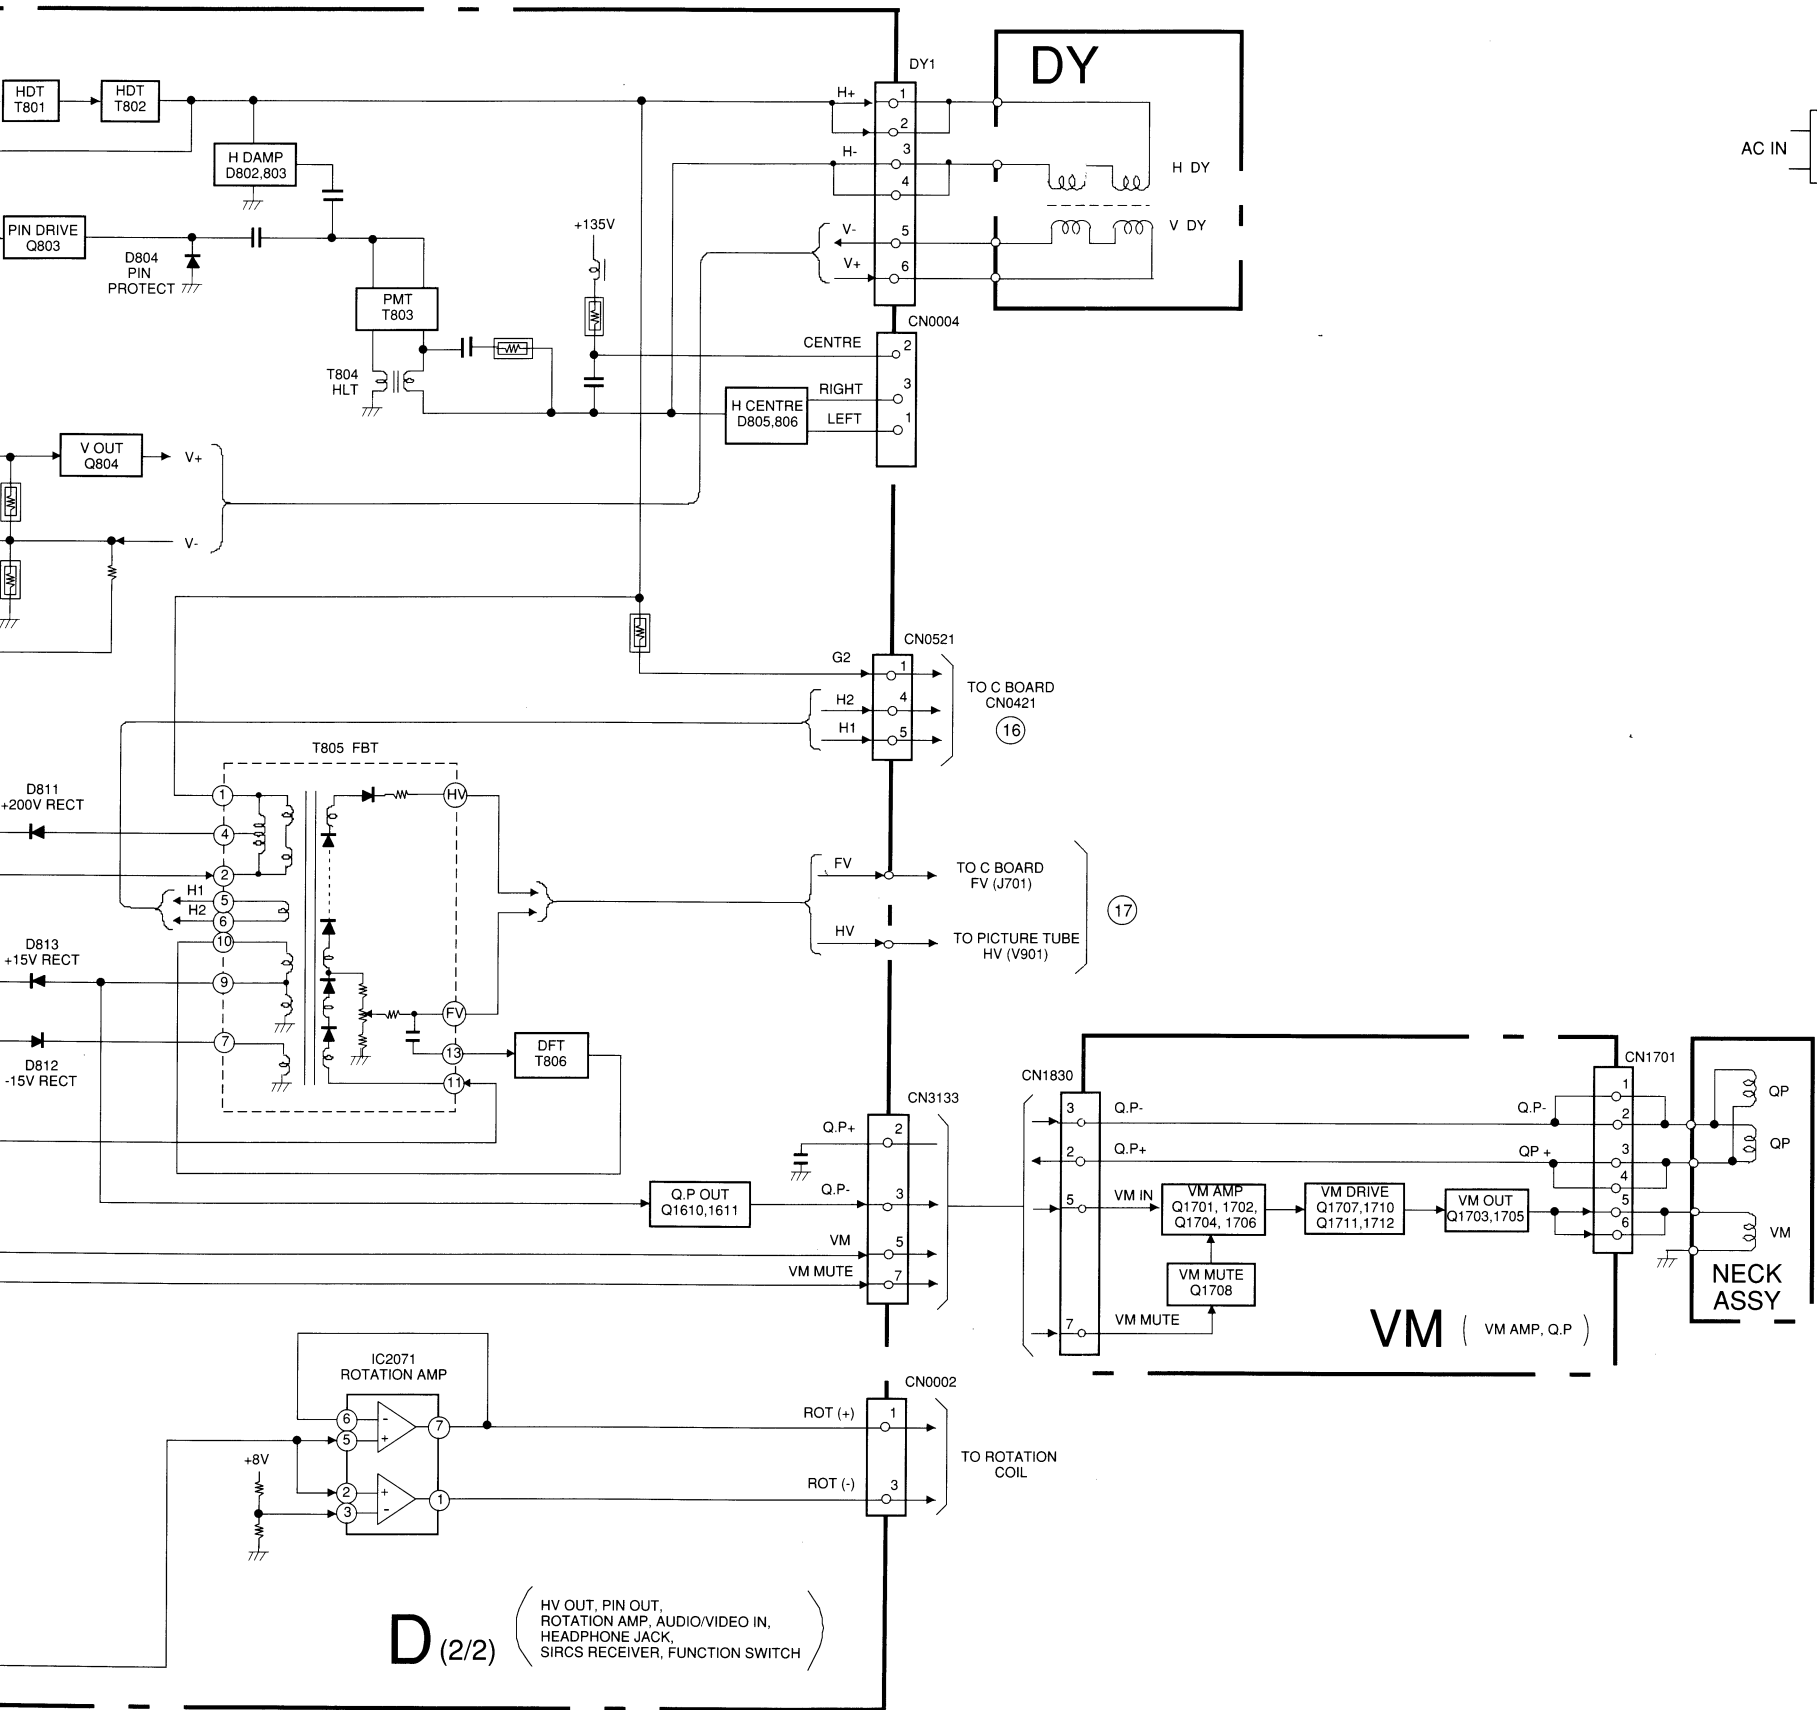 DY
DY1
HDT
T801
HDT
T802
H+
1
2
H DAMP
D802,803
H-
3
4
H DY
AC IN
PIN DRIVE
Q803
D804
PIN
PROTECT
+135V
V-
5
V+
6
V DY
PMT
T803
CN0004
CENTRE
2
T804
HLT
RIGHT
3
LEFT
1
H CENTRE
D805,806
V OUT
Q804
V+
V-
CN0521
G2
1
H2
4
H1
5
TO C BOARD
CN0421
16
T805 FBT
D811
+200V RECT
1
HV
4
2
H1
5
H2
6
10
D813
+15V RECT
9
FV
7
13
11
D812
-15V RECT
DFT
T806
FV
TO C BOARD
FV (J701)
HV
TO PICTURE TUBE
HV (V901)
17
CN3133
Q.P+
2
Q.P-
3
Q.P OUT
Q1610,1611
VM
5
VM MUTE
7
CN1830
3
Q.P-
2
Q.P+
5
VM IN
VM AMP
Q1701, 1702,
Q1704, 1706
VM DRIVE
Q1707,1710
Q1711,1712
VM OUT
Q1703,1705
VM MUTE
Q1708
7
VM MUTE
VM
( VM AMP, Q.P )
CN1701
Q.P-
1
2
QP +
3
4
5
6
QP
QP
VM
NECK
ASSY
IC2071
ROTATION AMP
6
-
7
5
+
+8V
2
+
1
3
-
CN0002
ROT (+)
1
ROT (-)
3
TO ROTATION
COIL
D (2/2)
HV OUT, PIN OUT,
ROTATION AMP, AUDIO/VIDEO IN,
HEADPHONE JACK,
SIRCS RECEIVER, FUNCTION SWITCH